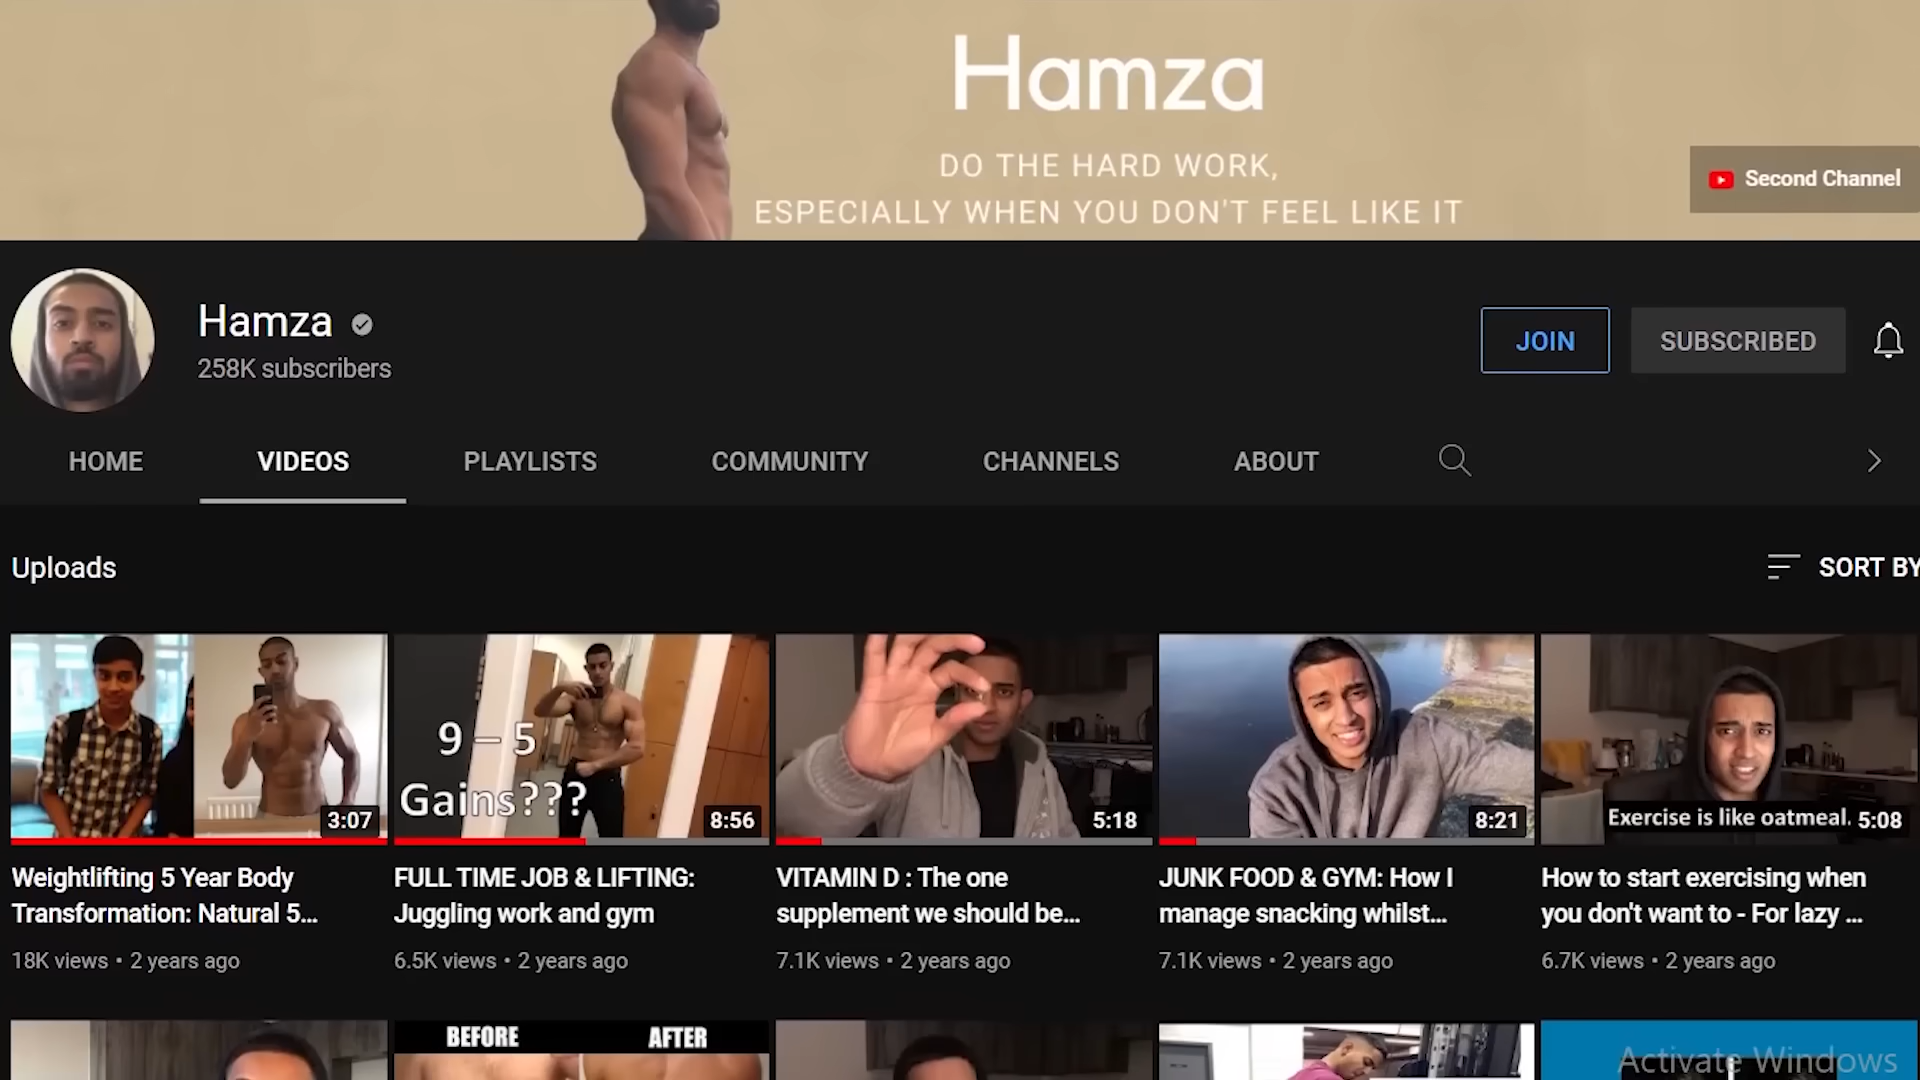 Hamza
DO THE HARD WORK,
ESPECIALLY WHEN YOU DON'T FEEL LIKE IT
Second Channel
Hamza
258K subscribers
JOIN
SUBSCRIBED
HOME
VIDEOS
PLAYLISTS
COMMUNITY
CHANNELS
ABOUT
Uploads
SORT BY
9 – 5
Gains???
Exercise is like oatmeal.
3:07
8:56
5:18
8:21
5:08
Weightlifting 5 Year Body
Transformation: Natural 5...
18K views • 2 years ago
FULL TIME JOB & LIFTING:
Juggling work and gym
6.5K views • 2 years ago
VITAMIN D : The one
supplement we should be...
7.1K views • 2 years ago
JUNK FOOD & GYM: How I
manage snacking whilst...
7.1K views • 2 years ago
How to start exercising when
you don't want to - For lazy ...
6.7K views • 2 years ago
BEFORE
AFTER
Activate Windows